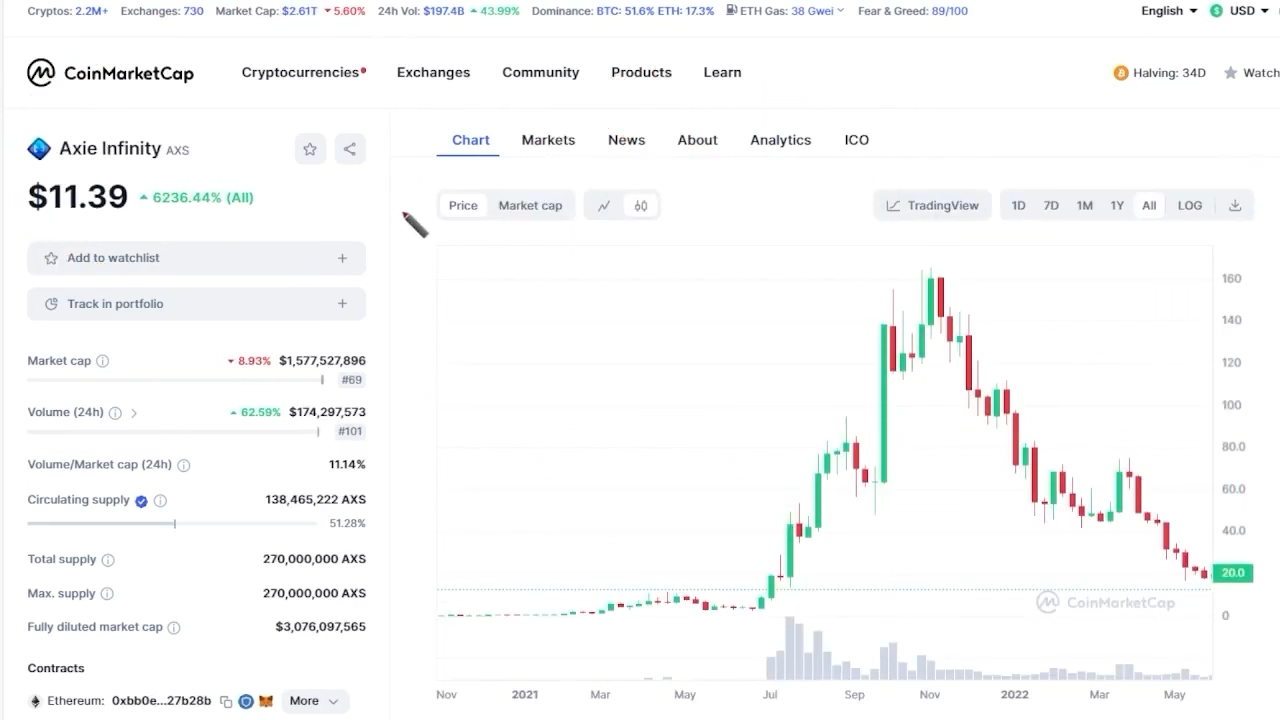 Cryptos: 2.2M+ Exchanges: 730 Market Cap: $2.61T 5.60% 24h Vol: $197.4B 43.99% Dominance: BTC: 51.6% ETH: 17.3% ETH Gas: 38 Gwei Fear & Greed: 89/100 English USD
CoinMarketCap Cryptocurrencies Exchanges Community Products Learn Halving: 34D Watch
Axie Infinity AXS
$11.39 6236.44% (All)
Add to watchlist +
Track in portfolio +
Market cap 8.93% $1,577,527,896
#69
Volume (24h) 62.59% $174,297,573
#101
Volume/Market cap (24h) 11.14%
Circulating supply 138,465,222 AXS
51.28%
Total supply 270,000,000 AXS
Max. supply 270,000,000 AXS
Fully diluted market cap $3,076,097,565
Contracts
Ethereum: 0xbb0e...27b28b More
Chart Markets News About Analytics ICO
Price Market cap TradingView 1D 7D 1M 1Y All LOG
160
140
120
100
80.0
60.0
40.0
20.0
0
CoinMarketCap
Nov 2021 Mar May Jul Sep Nov 2022 Mar May